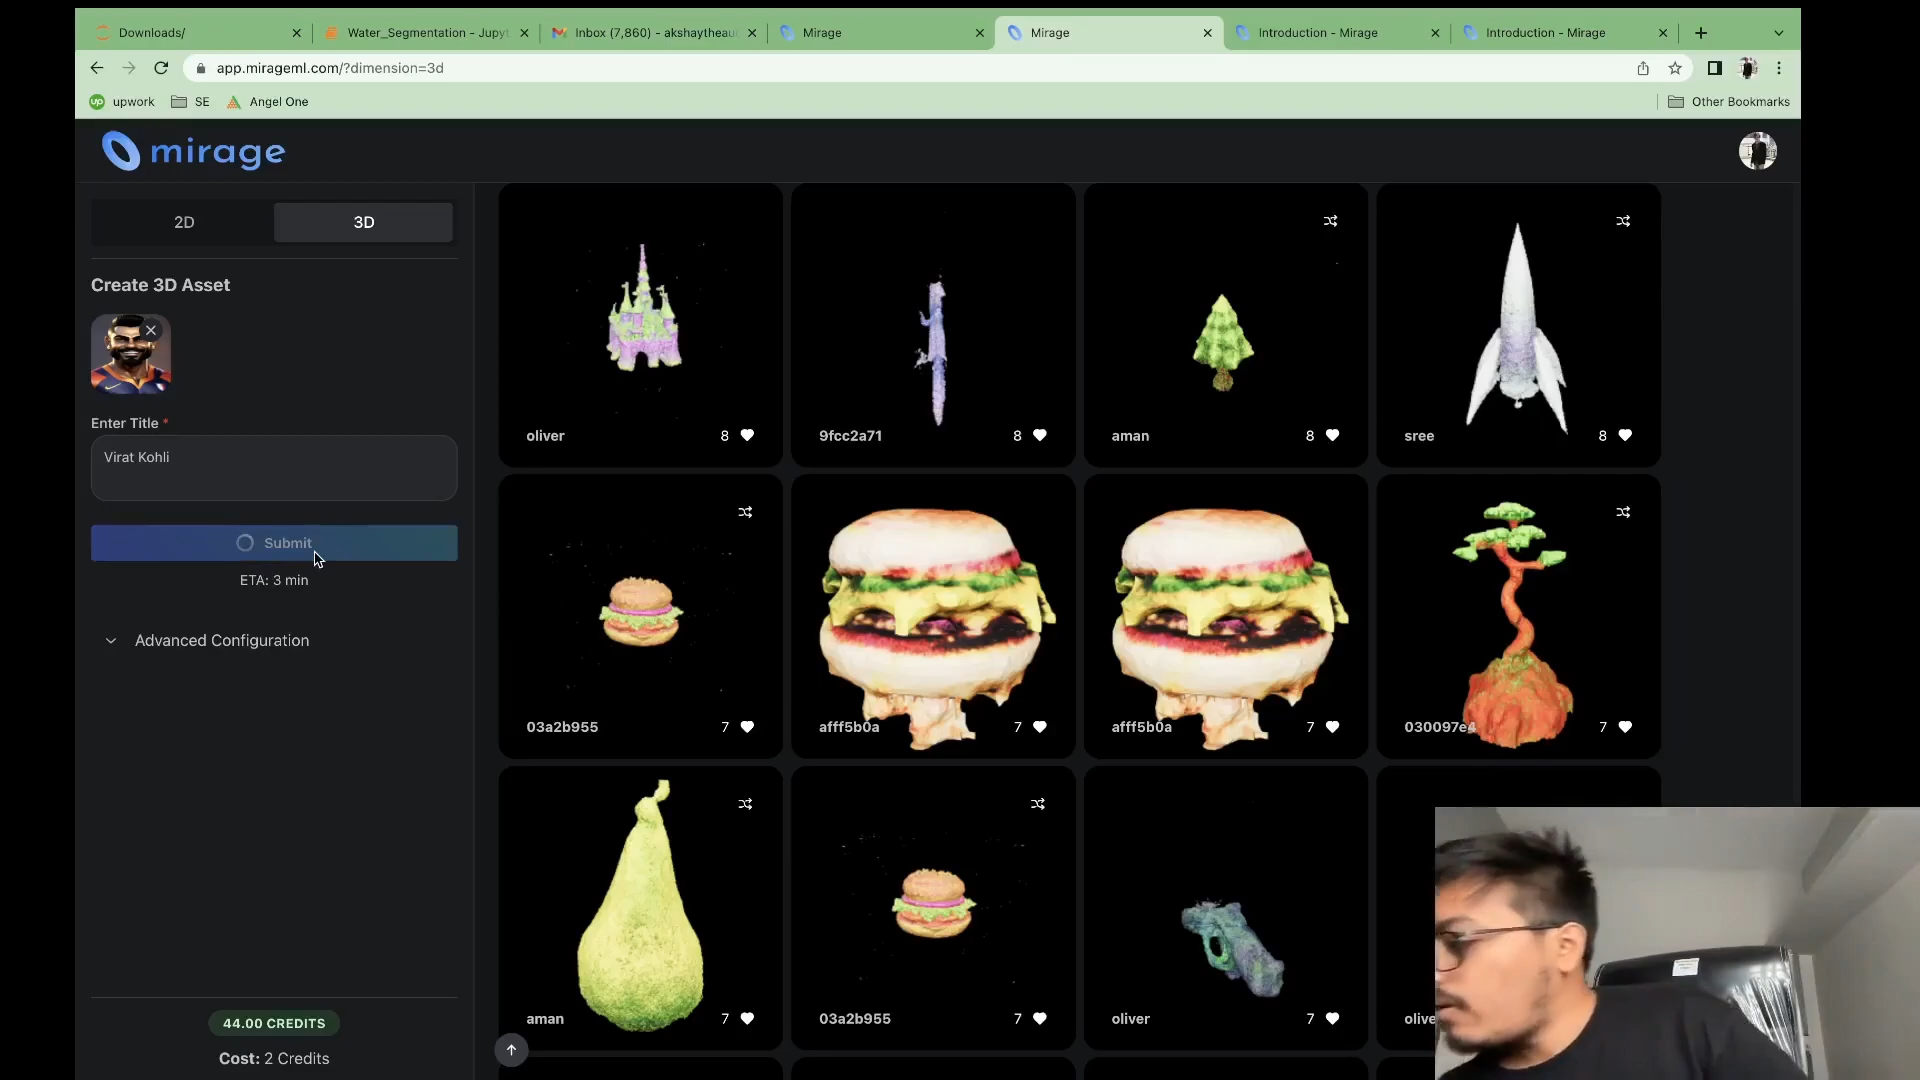 Downloads/
Water_Segmentation - Jupyt
Inbox (7,860) - akshaytheau
Mirage
Mirage
Introduction - Mirage
Introduction - Mirage
app.mirageml.com/?dimension=3d
up upwork
SE
Angel One
Other Bookmarks
mirage
2D
3D
Create 3D Asset
Enter Title *
Virat Kohli
Submit
ETA: 3 min
Advanced Configuration
44.00 CREDITS
Cost: 2 Credits
oliver 8
9fcc2a71 8
aman 8
sree 8
03a2b955 7
afff5b0a 7
afff5b0a 7
030097e4 7
aman 7
03a2b955 7
oliver 7
olive